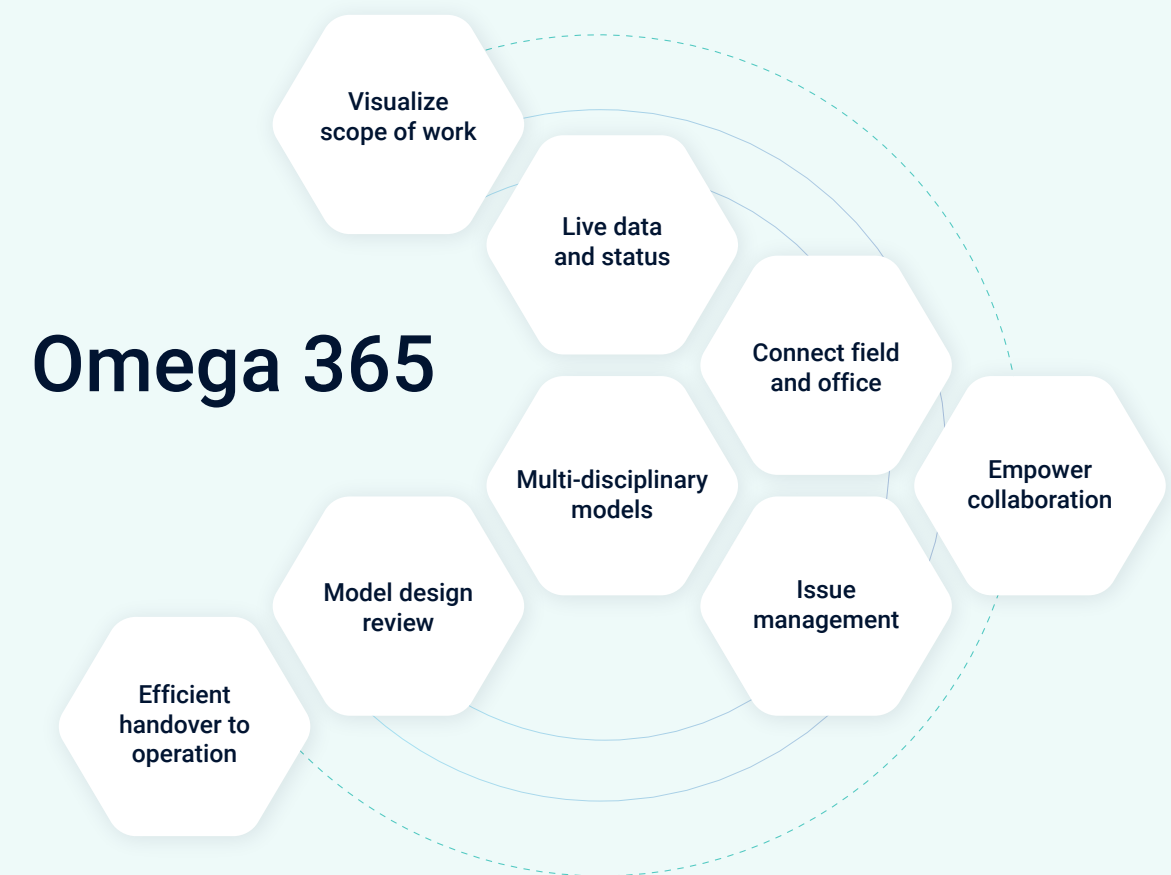 Visualize
scope of work
Live data
and status
Omega 365
Connect field
and office
Multi-disciplinary
models
Empower
collaboration
Model design
review
Issue
management
Efficient
handover to
operation